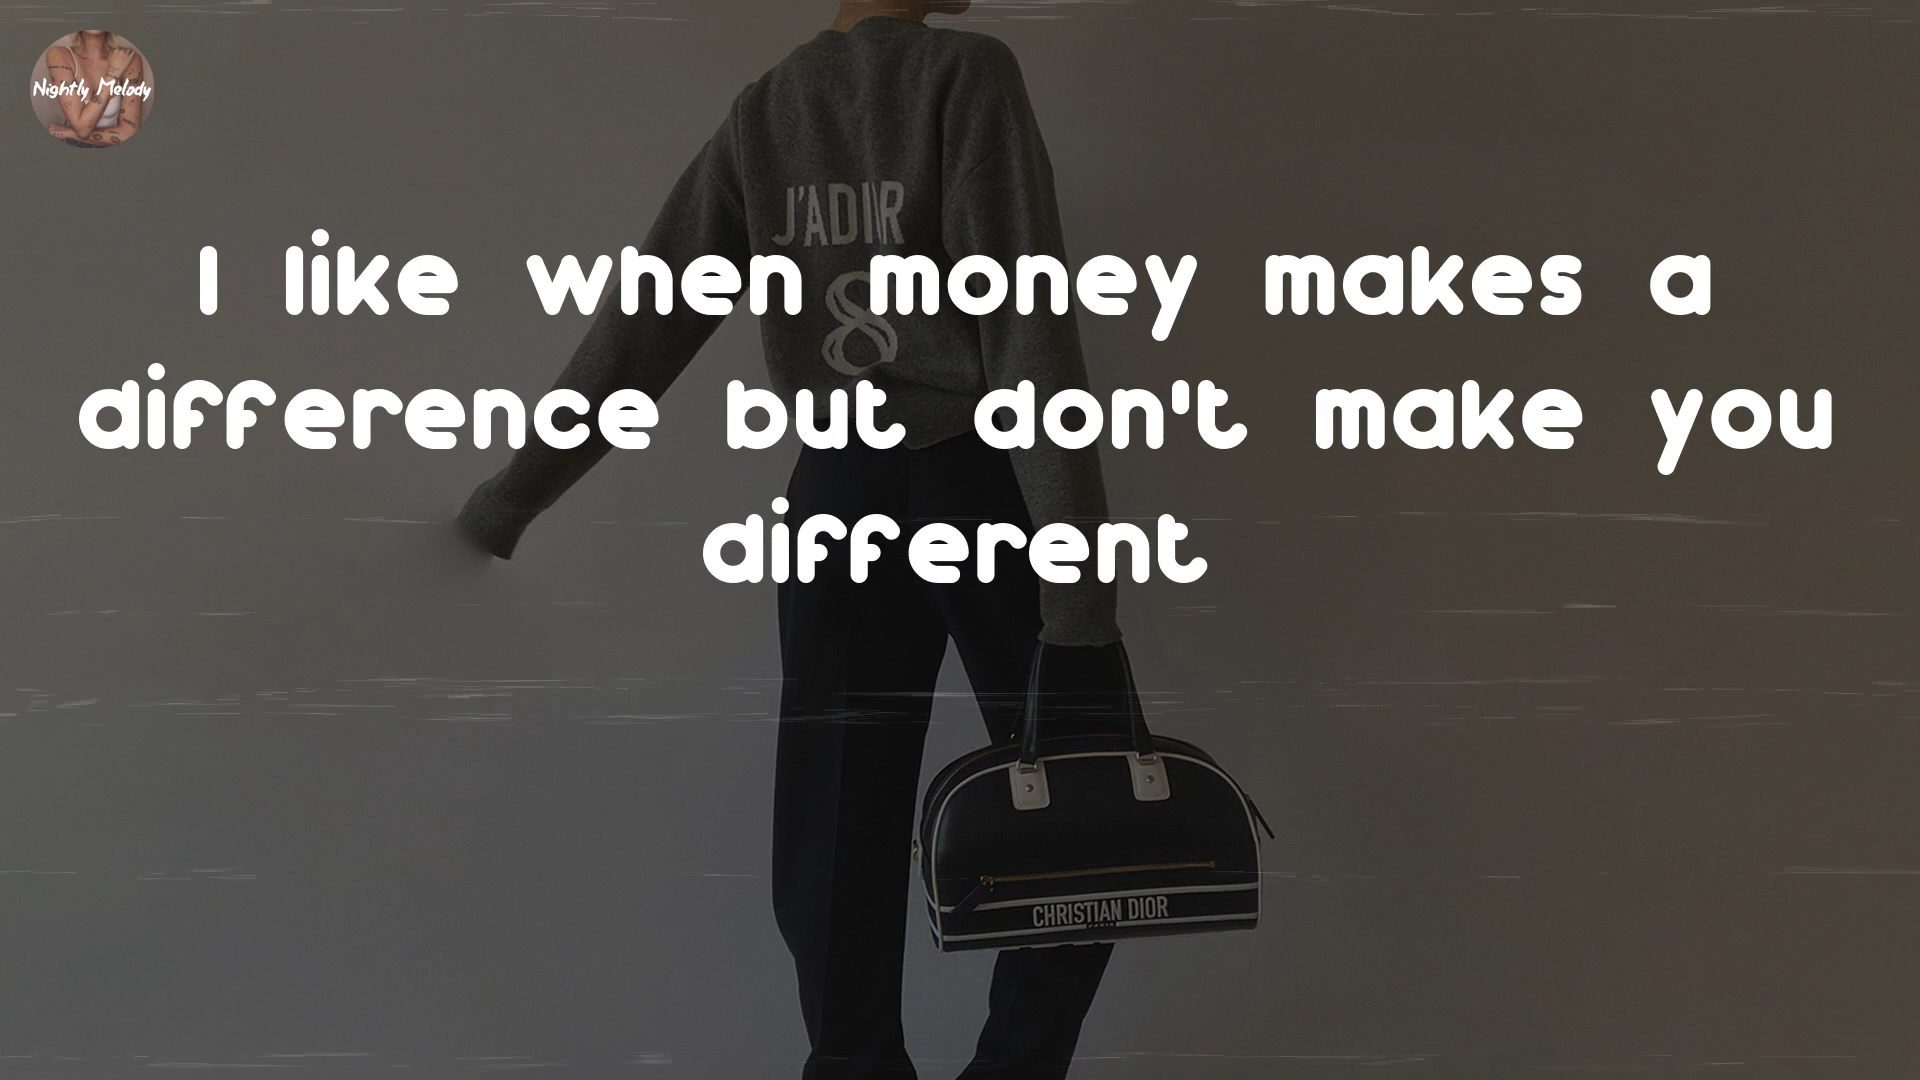 Nightly Melody
J'ADIOR
8
I like when money makes a
difference but don't make you
different
CHRISTIAN DIOR